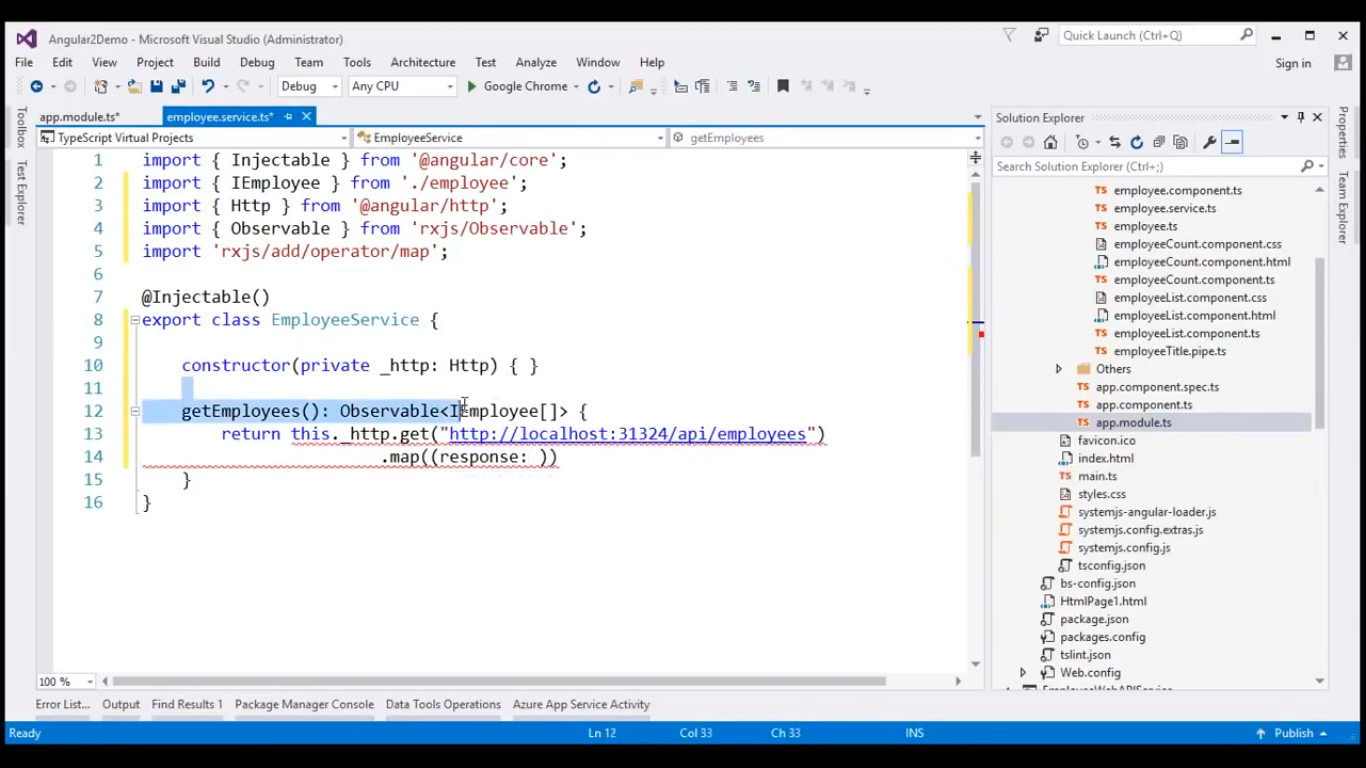 Angular2Demo - Microsoft Visual Studio (Administrator)
Quick Launch (Ctrl+Q)
File Edit View Project Build Debug Team Tools Architecture Test Analyze Window Help
Sign in
Debug Any CPU Google Chrome
Toolbox
Test Explorer
app.module.ts* employee.service.ts*
TypeScript Virtual Projects EmployeeService getEmployees
1 import { Injectable } from '@angular/core';
2 import { IEmployee } from './employee';
3 import { Http } from '@angular/http';
4 import { Observable } from 'rxjs/Observable';
5 import 'rxjs/add/operator/map';
6
7 @Injectable()
8 export class EmployeeService {
9
10 constructor(private _http: Http) { }
11
12 getEmployees(): Observable<IEmployee[]> {
13 return this._http.get("http://localhost:31324/api/employees")
14 .map((response: ))
15 }
16 }
100 %
Solution Explorer
Search Solution Explorer (Ctrl+;)
employee.component.ts
employee.service.ts
employee.ts
employeeCount.component.css
employeeCount.component.html
employeeCount.component.ts
employeeList.component.css
employeeList.component.html
employeeList.component.ts
employeeTitle.pipe.ts
Others
app.component.spec.ts
app.component.ts
app.module.ts
favicon.ico
index.html
main.ts
styles.css
systemjs-angular-loader.js
systemjs.config.extras.js
systemjs.config.js
tsconfig.json
bs-config.json
HtmlPage1.html
package.json
packages.config
tslint.json
Web.config
EmployeeWebAPIService
Properties
Team Explorer
Error List... Output Find Results 1 Package Manager Console Data Tools Operations Azure App Service Activity
Ready Ln 12 Col 33 Ch 33 INS Publish